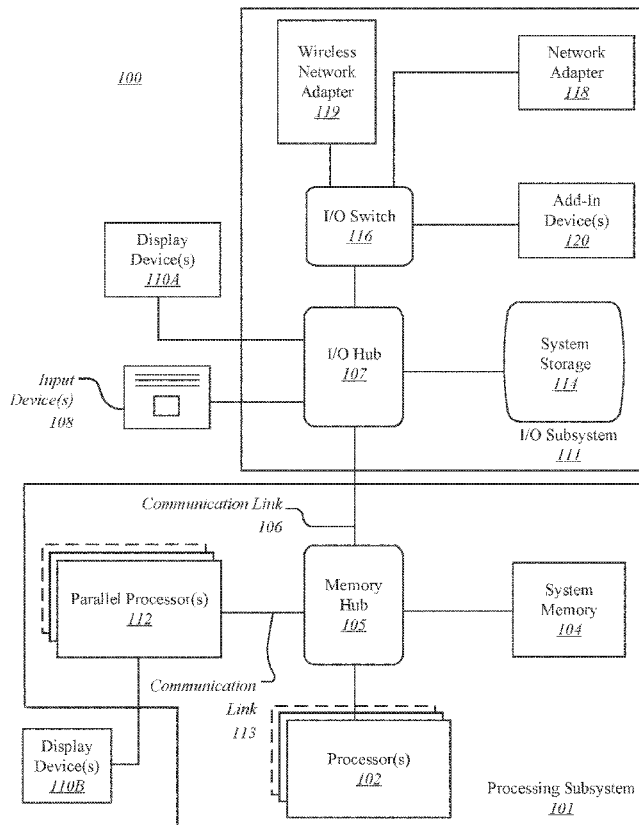 100
Wireless
Network
Adapter
119
Network
Adapter
118
I/O Switch
116
Add-In
Device(s)
120
Display
Device(s)
110A
I/O Hub
107
System
Storage
114
Input
Device(s)
108
I/O Subsystem
111
Communication Link
106
Parallel Processor(s)
112
Memory
Hub
105
System
Memory
104
Communication
Link
113
Display
Device(s)
110B
Processor(s)
102
Processing Subsystem
101